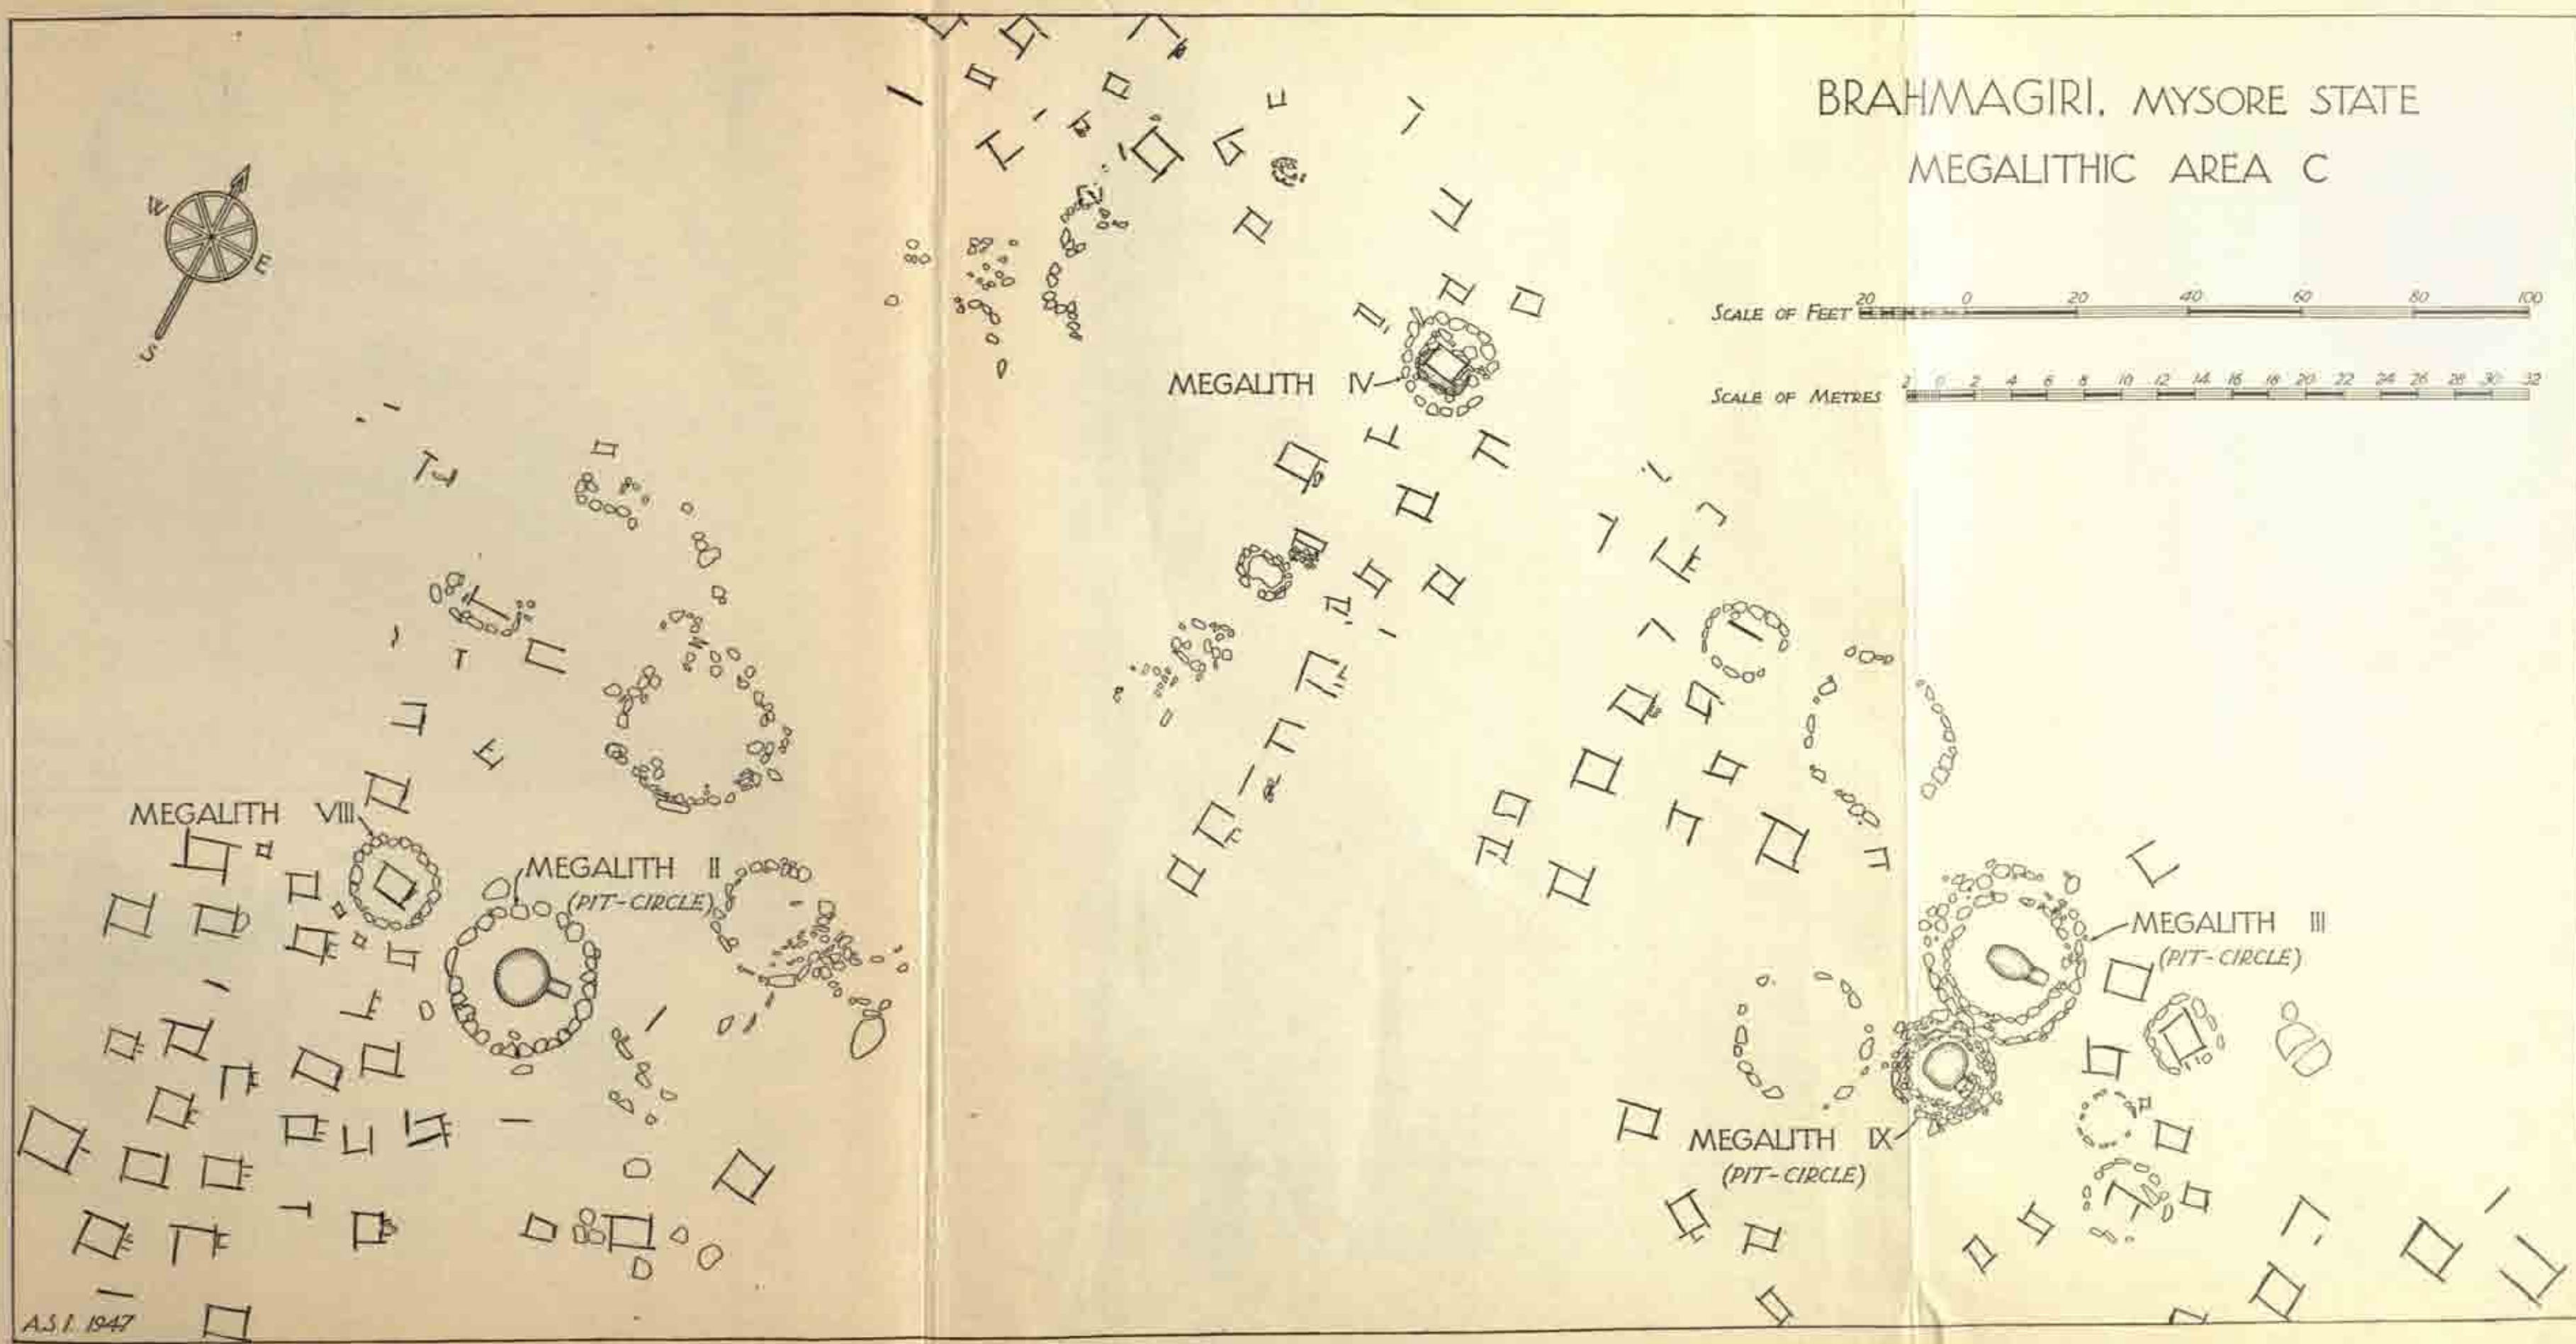 BRAHMAGIRI, MYSORE STATE
MEGALITHIC AREA C
W
E
S
SCALE OF FEET 20 0 20 40 60 80 100
SCALE OF METRES 2 0 2 4 6 8 10 12 14 16 18 20 22 24 26 28 30 32
MEGALITH IV
MEGALITH VIII
MEGALITH II
(PIT-CIRCLE)
MEGALITH III
(PIT-CIRCLE)
MEGALITH IX
(PIT-CIRCLE)
A.S.I. 1947